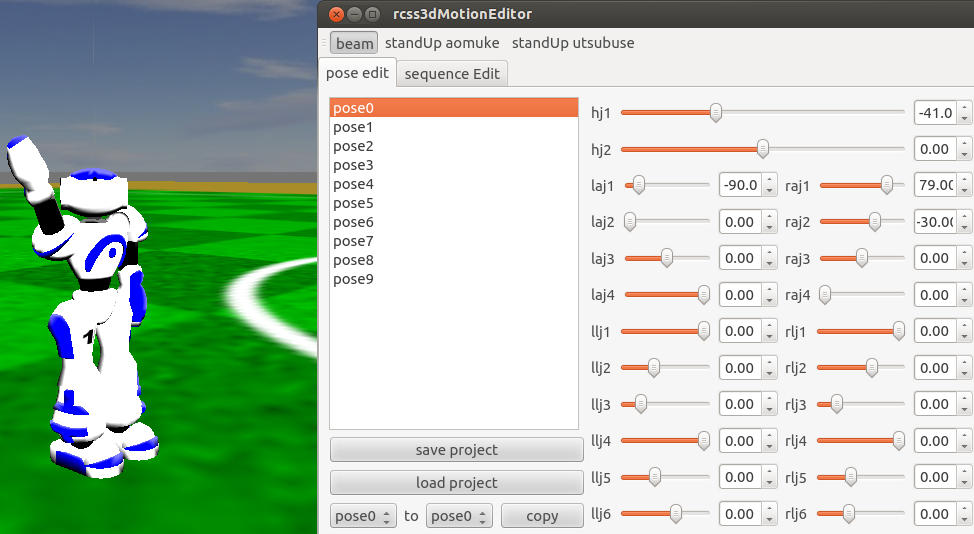 rcss3dMotionEditor
beam standUp aomuke standUp utsubuse
pose edit sequence Edit
pose0
pose1
pose2
pose3
pose4
pose5
pose6
pose7
pose8
pose9
save project
load project
pose0 to pose0 copy
hj1 -41.0
hj2 0.00
laj1 -90.0 raj1 79.00
laj2 0.00 raj2 -30.00
laj3 0.00 raj3 0.00
laj4 0.00 raj4 0.00
llj1 0.00 rlj1 0.00
llj2 0.00 rlj2 0.00
llj3 0.00 rlj3 0.00
llj4 0.00 rlj4 0.00
llj5 0.00 rlj5 0.00
llj6 0.00 rlj6 0.00
1